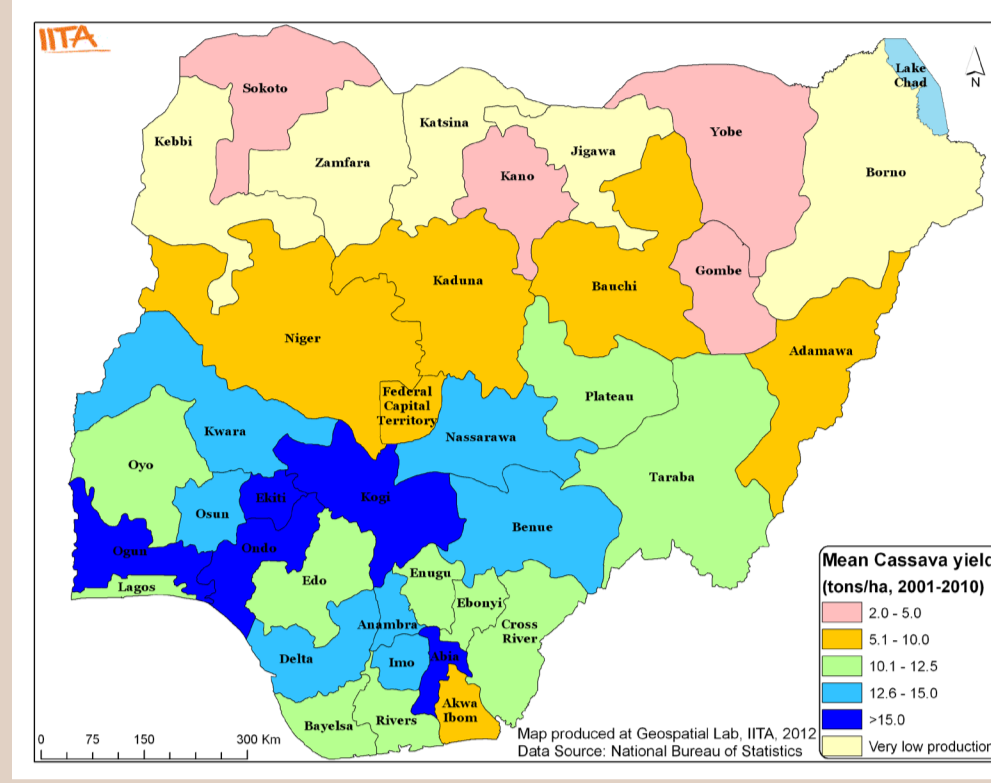 IITA
Lake
Chad
N
Sokoto
Yobe
Katsina
Kebbi
Jigawa
Zamfara
Kano
Borno
Gombe
Kaduna
Bauchi
Niger
Adamawa
Federal
Capital
Territory
Plateau
Kwara
Nassarawa
Oyo
Taraba
Ekiti
Kogi
Osun
Benue
Ogun
Ondo
Lagos
Edo
Enugu
Ebonyi
Anambra
Cross
River
Delta
Imo
Abia
Akwa
Ibom
Bayelsa
Rivers
Mean Cassava yield
(tons/ha, 2001-2010)
2.0 - 5.0
5.1 - 10.0
10.1 - 12.5
12.6 - 15.0
>15.0
Very low production
Map produced at Geospatial Lab, IITA, 2012
Data Source: National Bureau of Statistics
0 75 150 300 Km